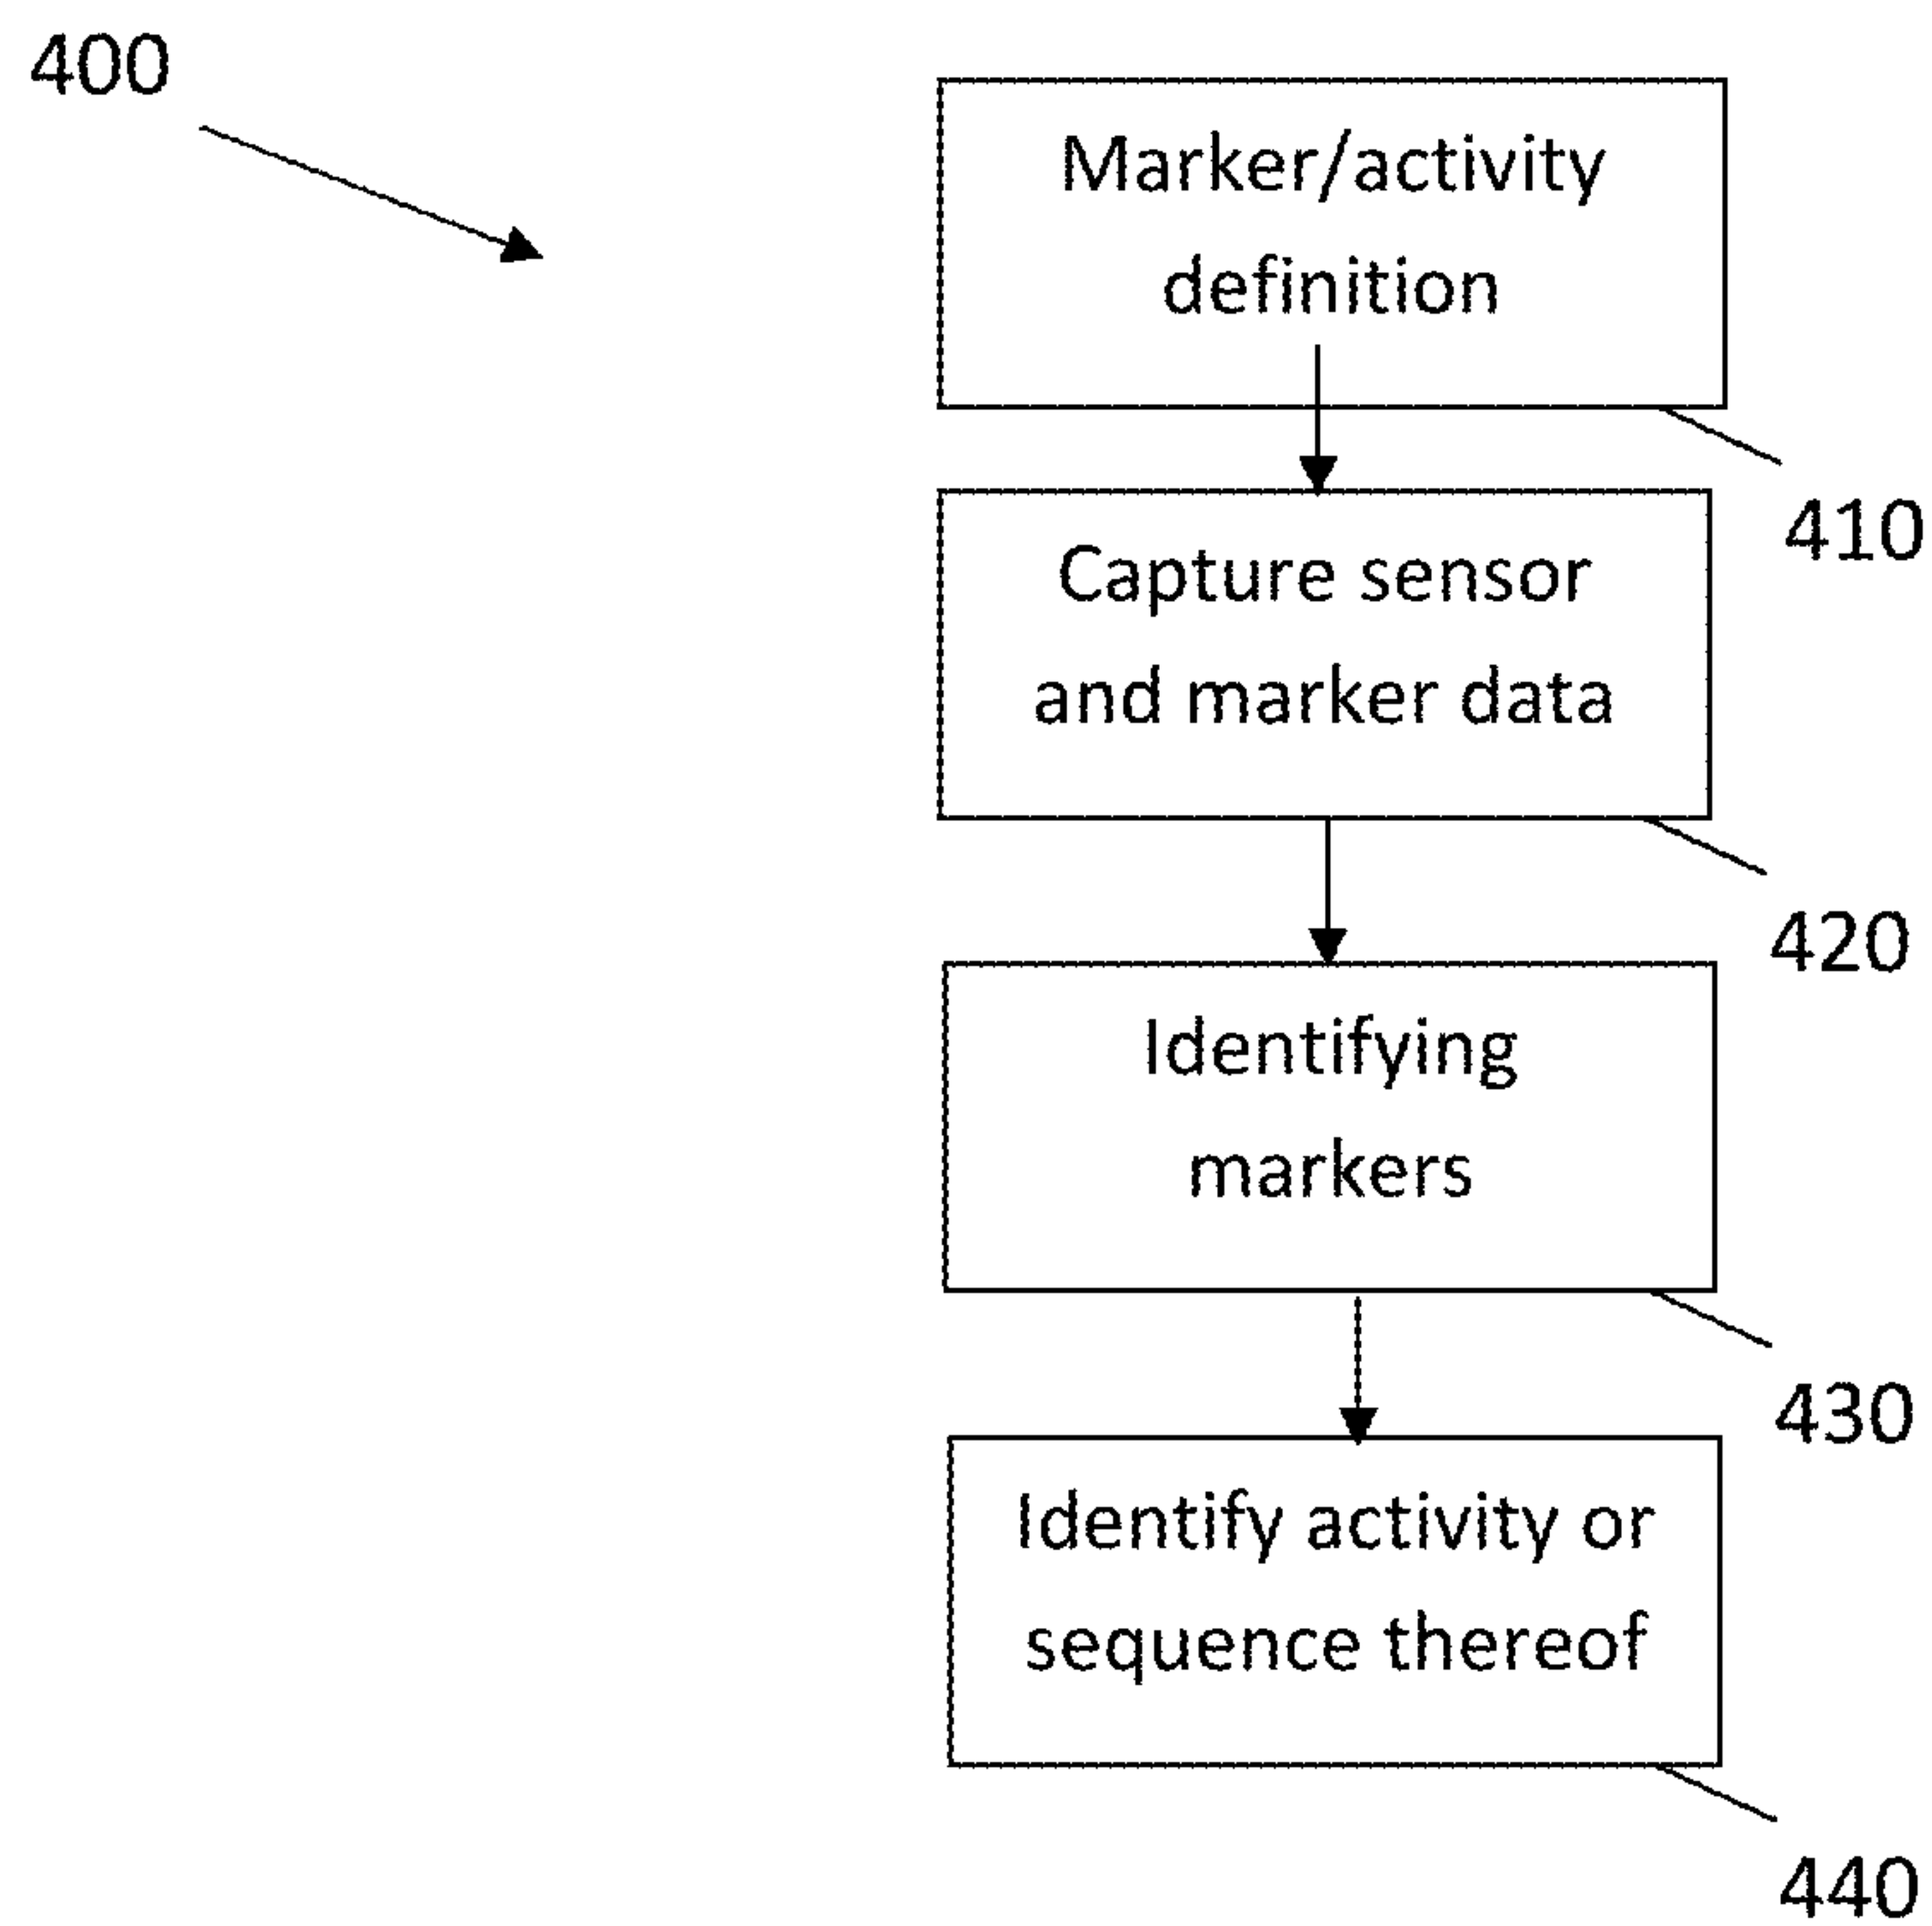 400
Marker/activity
definition
410
Capture sensor
and marker data
420
Identifying
markers
430
Identify activity or
sequence thereof
440